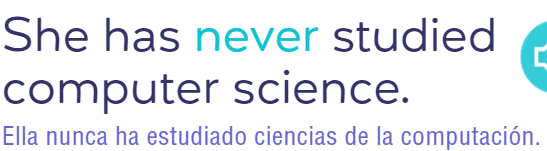 She has never studied
computer science.
Ella nunca ha estudiado ciencias de la computación.